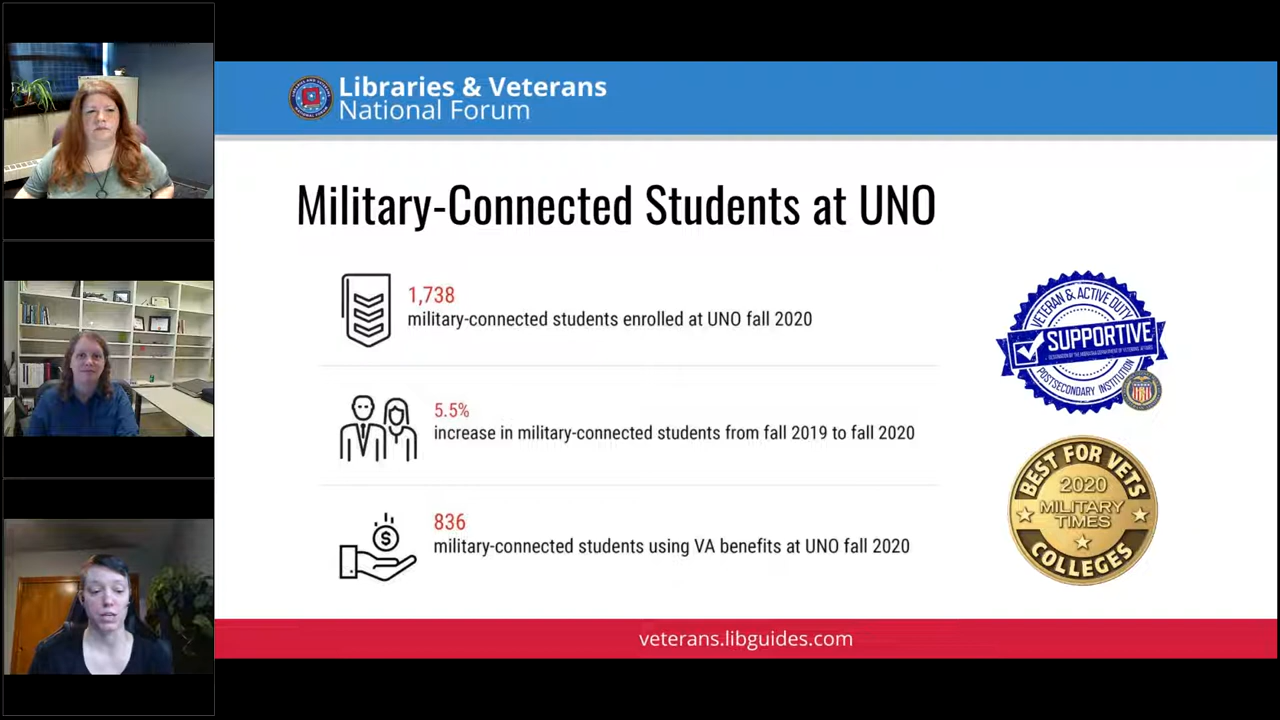 Libraries & Veterans
National Forum
Military-Connected Students at UNO
1,738
military-connected students enrolled at UNO fall 2020
5.5%
increase in military-connected students from fall 2019 to fall 2020
836
military-connected students using VA benefits at UNO fall 2020
VETERAN & ACTIVE DUTY
SUPPORTIVE
POSTSECONDARY INSTITUTION
BEST FOR VETS
2020
MILITARY
TIMES
COLLEGES
veterans.libguides.com